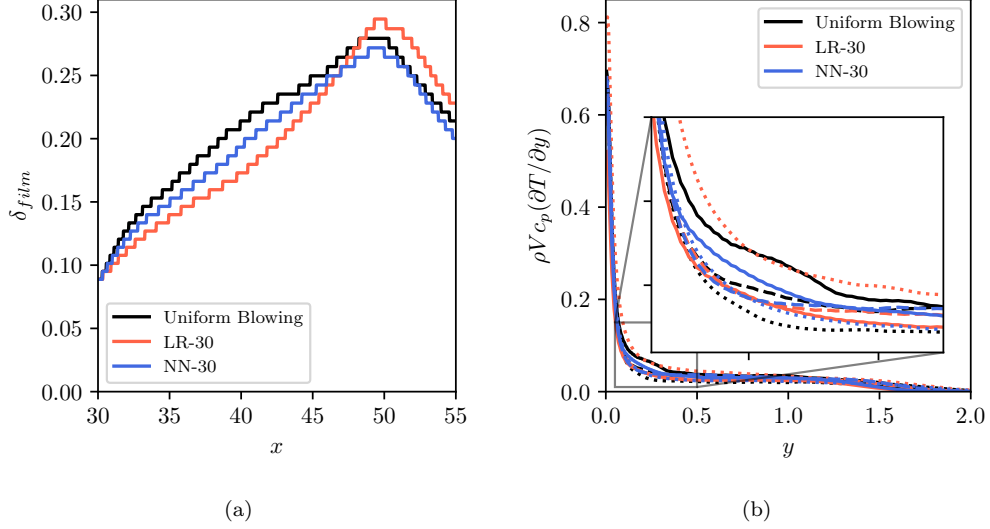 0.30
0.25
0.20
0.15
0.10
0.05
0.00
δ_film
Uniform Blowing
LR-30
NN-30
30 35 40 45 50 55
x
(a)
0.8
0.6
0.4
0.2
0.0
ρVc_p(∂T/∂y)
Uniform Blowing
LR-30
NN-30
0.0 0.5 1.0 1.5 2.0
y
(b)